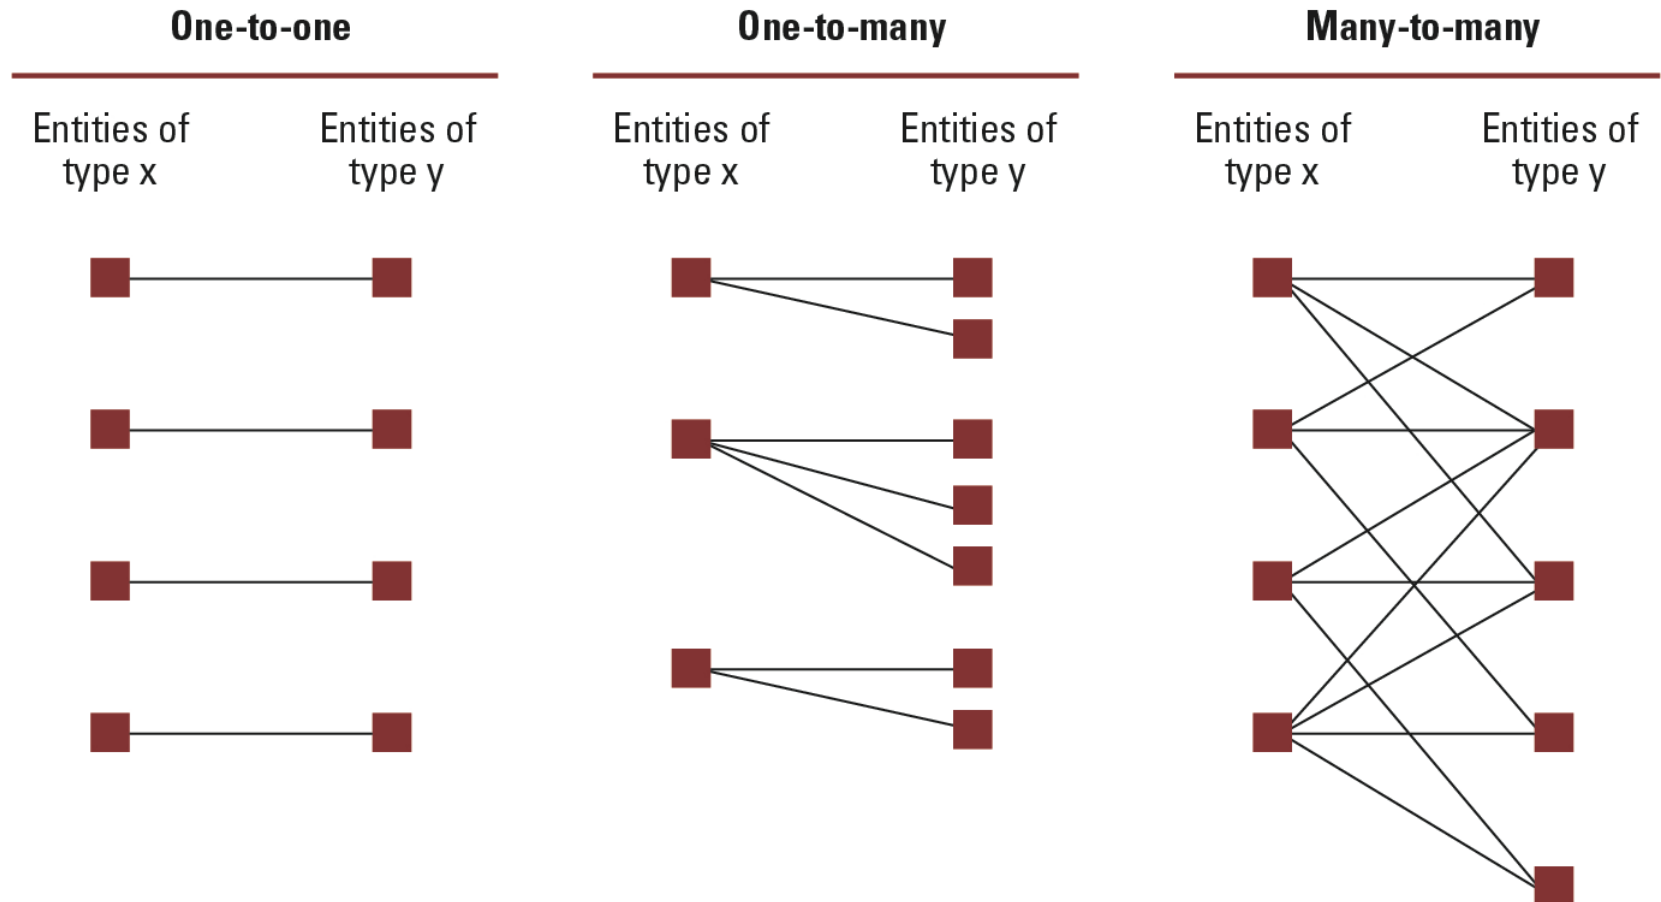 One-to-one
Entities of
type x
Entities of
type y
One-to-many
Entities of
type x
Entities of
type y
Many-to-many
Entities of
type x
Entities of
type y